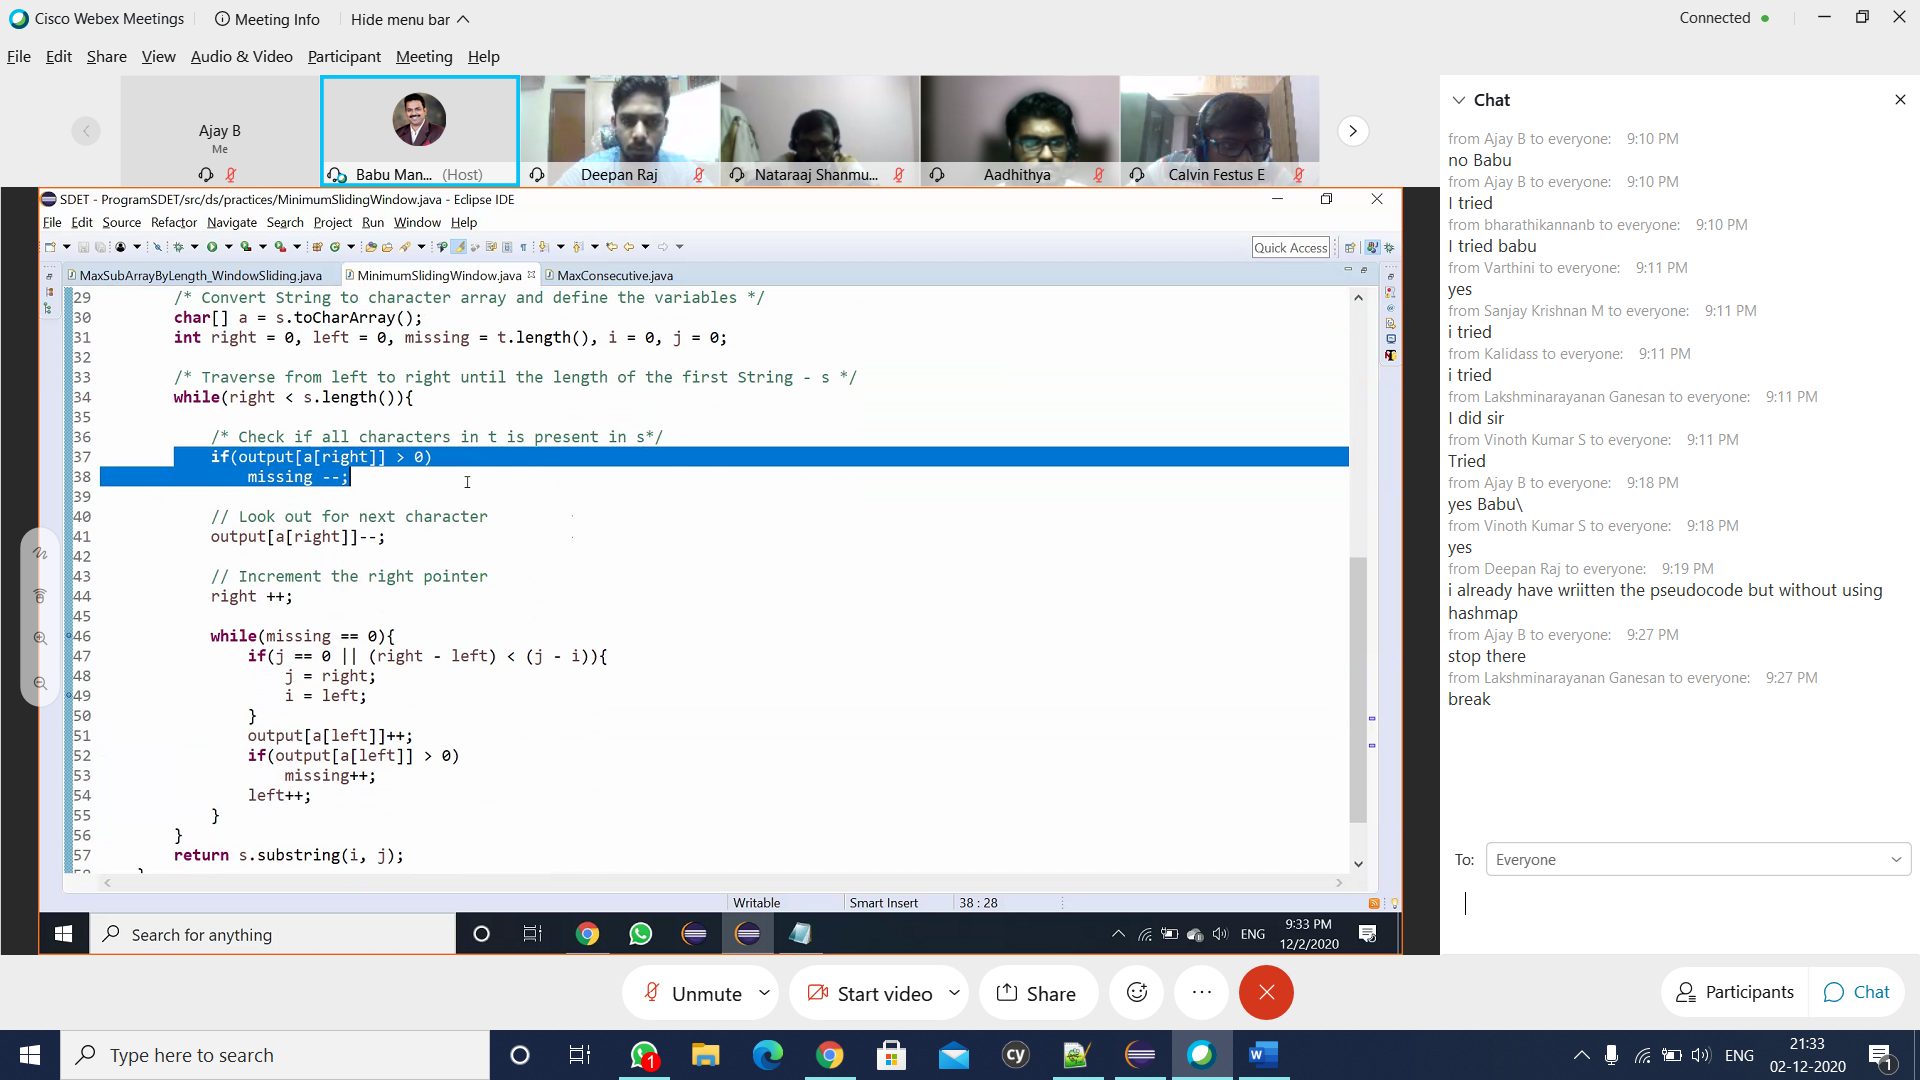 Cisco Webex Meetings
Meeting Info
Hide menu bar
Connected
File Edit Share View Audio & Video Participant Meeting Help
Ajay B
Me
Babu Man... (Host)
Deepan Raj
Nataraaj Shanmu...
Aadhithya
Calvin Festus E
SDET - ProgramSDET/src/ds/practices/MinimumSlidingWindow.java - Eclipse IDE
File Edit Source Refactor Navigate Search Project Run Window Help
Quick Access
MaxSubArrayByLength_WindowSliding.java
MinimumSlidingWindow.java
MaxConsecutive.java
29 /* Convert String to character array and define the variables */
30 char[] a = s.toCharArray();
31 int right = 0, left = 0, missing = t.length(), i = 0, j = 0;
32
33 /* Traverse from left to right until the length of the first String - s */
34 while(right < s.length()){
35
36 /* Check if all characters in t is present in s*/
37 if(output[a[right]] > 0)
38 missing --;
39
40 // Look out for next character
41 output[a[right]]--;
42
43 // Increment the right pointer
44 right ++;
45
46 while(missing == 0){
47 if(j == 0 || (right - left) < (j - i)){
48 j = right;
49 i = left;
50 }
51 output[a[left]]++;
52 if(output[a[left]] > 0)
53 missing++;
54 left++;
55 }
56 }
57 return s.substring(i, j);
Writable
Smart Insert
38 : 28
Search for anything
ENG
9:33 PM
12/2/2020
Chat
from Ajay B to everyone: 9:10 PM
no Babu
from Ajay B to everyone: 9:10 PM
I tried
from bharathikannanb to everyone: 9:10 PM
I tried babu
from Varthini to everyone: 9:11 PM
yes
from Sanjay Krishnan M to everyone: 9:11 PM
i tried
from Kalidass to everyone: 9:11 PM
i tried
from Lakshminarayanan Ganesan to everyone: 9:11 PM
I did sir
from Vinoth Kumar S to everyone: 9:11 PM
Tried
from Ajay B to everyone: 9:18 PM
yes Babu\
from Vinoth Kumar S to everyone: 9:18 PM
yes
from Deepan Raj to everyone: 9:19 PM
i already have wriitten the pseudocode but without using
hashmap
from Ajay B to everyone: 9:27 PM
stop there
from Lakshminarayanan Ganesan to everyone: 9:27 PM
break
To: Everyone
Unmute
Start video
Share
Participants
Chat
Type here to search
cy
1
ENG
21:33
02-12-2020
1